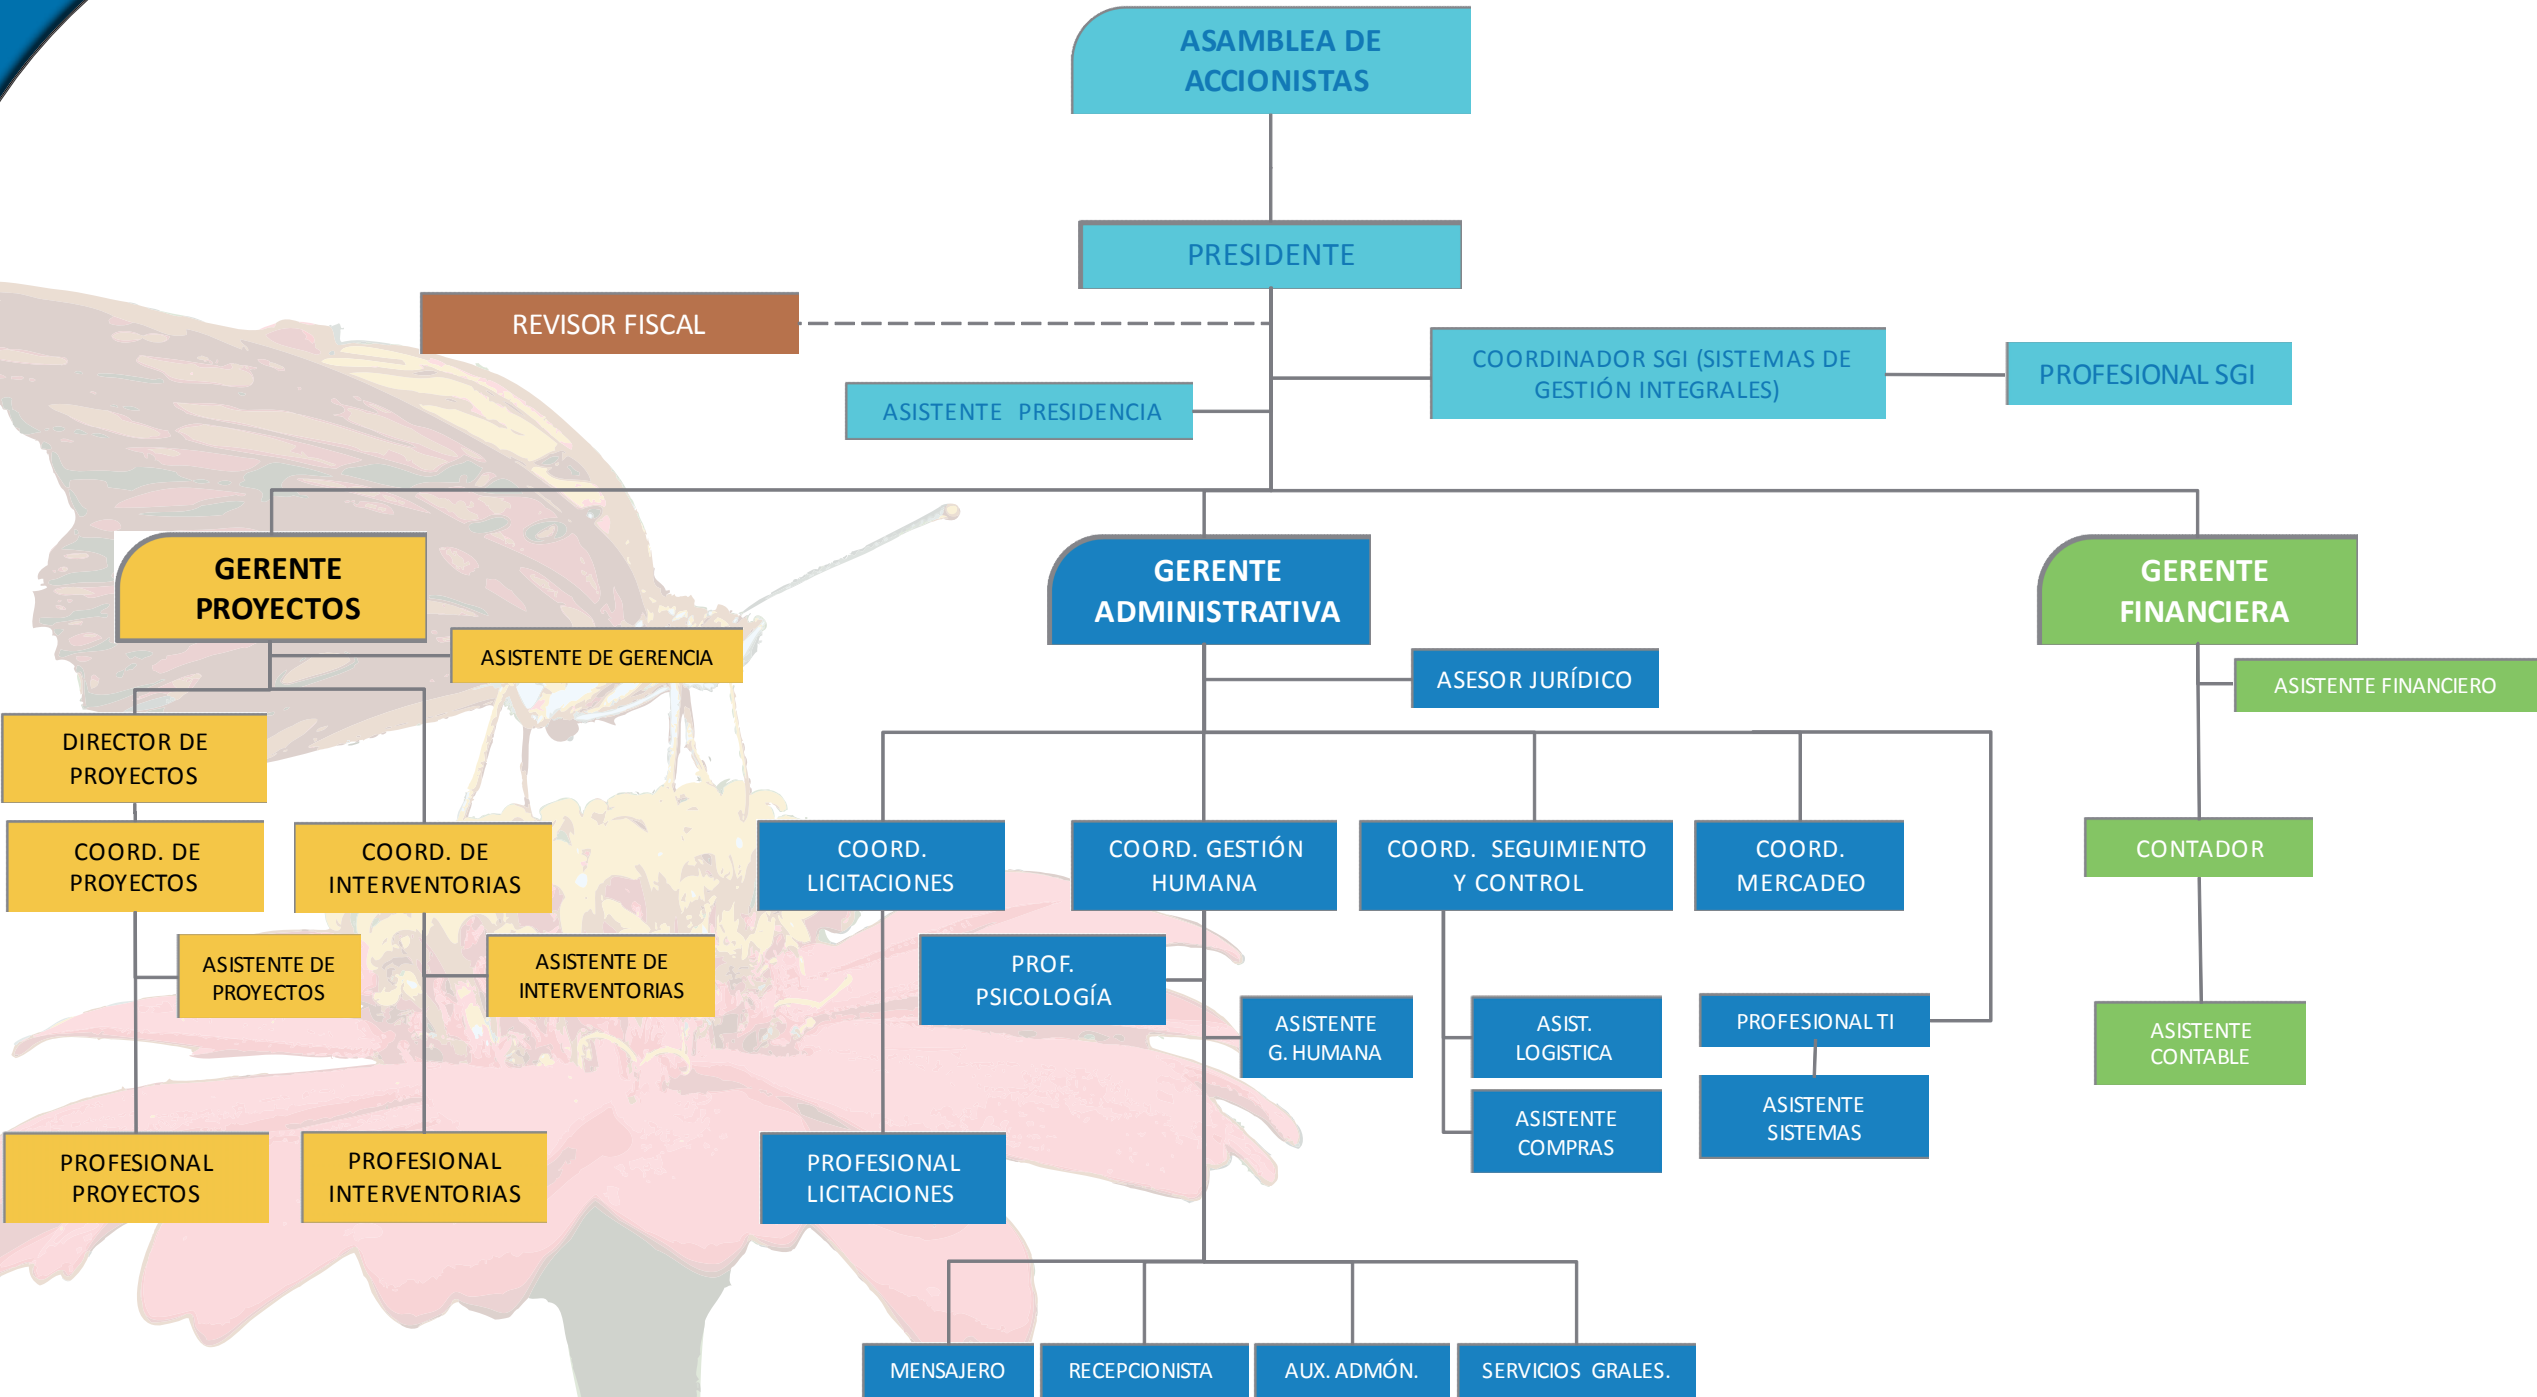 ASAMBLEA DE
ACCIONISTAS
PRESIDENTE
REVISOR FISCAL
COORDINADOR SGI (SISTEMAS DE
GESTIÓN INTEGRALES)
PROFESIONAL SGI
ASISTENTE PRESIDENCIA
GERENTE
PROYECTOS
GERENTE
ADMINISTRATIVA
GERENTE
FINANCIERA
ASISTENTE DE GERENCIA
ASESOR JURÍDICO
ASISTENTE FINANCIERO
DIRECTOR DE
PROYECTOS
COORD. DE
PROYECTOS
COORD. DE
INTERVENTORIAS
COORD.
LICITACIONES
COORD. GESTIÓN
HUMANA
COORD. SEGUIMIENTO
Y CONTROL
COORD.
MERCADEO
CONTADOR
ASISTENTE DE
PROYECTOS
ASISTENTE DE
INTERVENTORIAS
PROF.
PSICOLOGÍA
ASISTENTE
G. HUMANA
ASIST.
LOGISTICA
PROFESIONAL TI
ASISTENTE
CONTABLE
ASISTENTE
COMPRAS
ASISTENTE
SISTEMAS
PROFESIONAL
PROYECTOS
PROFESIONAL
INTERVENTORIAS
PROFESIONAL
LICITACIONES
MENSAJERO
RECEPCIONISTA
AUX. ADMÓN.
SERVICIOS GRALES.